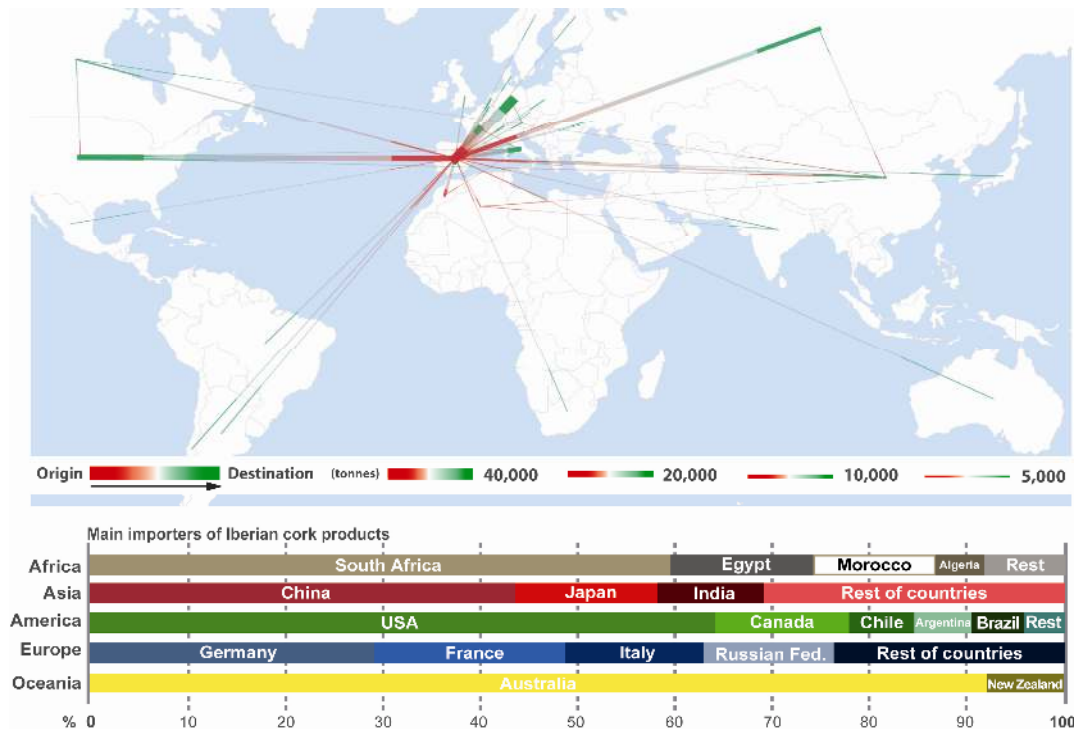 Origin Destination (tonnes) 40,000 20,000 10,000 5,000
Main importers of Iberian cork products
Africa South Africa Egypt Morocco Algeria Rest
Asia China Japan India Rest of countries
America USA Canada Chile Argentina Brazil Rest
Europe Germany France Italy Russian Fed. Rest of countries
Oceania Australia New Zealand
% 0 10 20 30 40 50 60 70 80 90 100